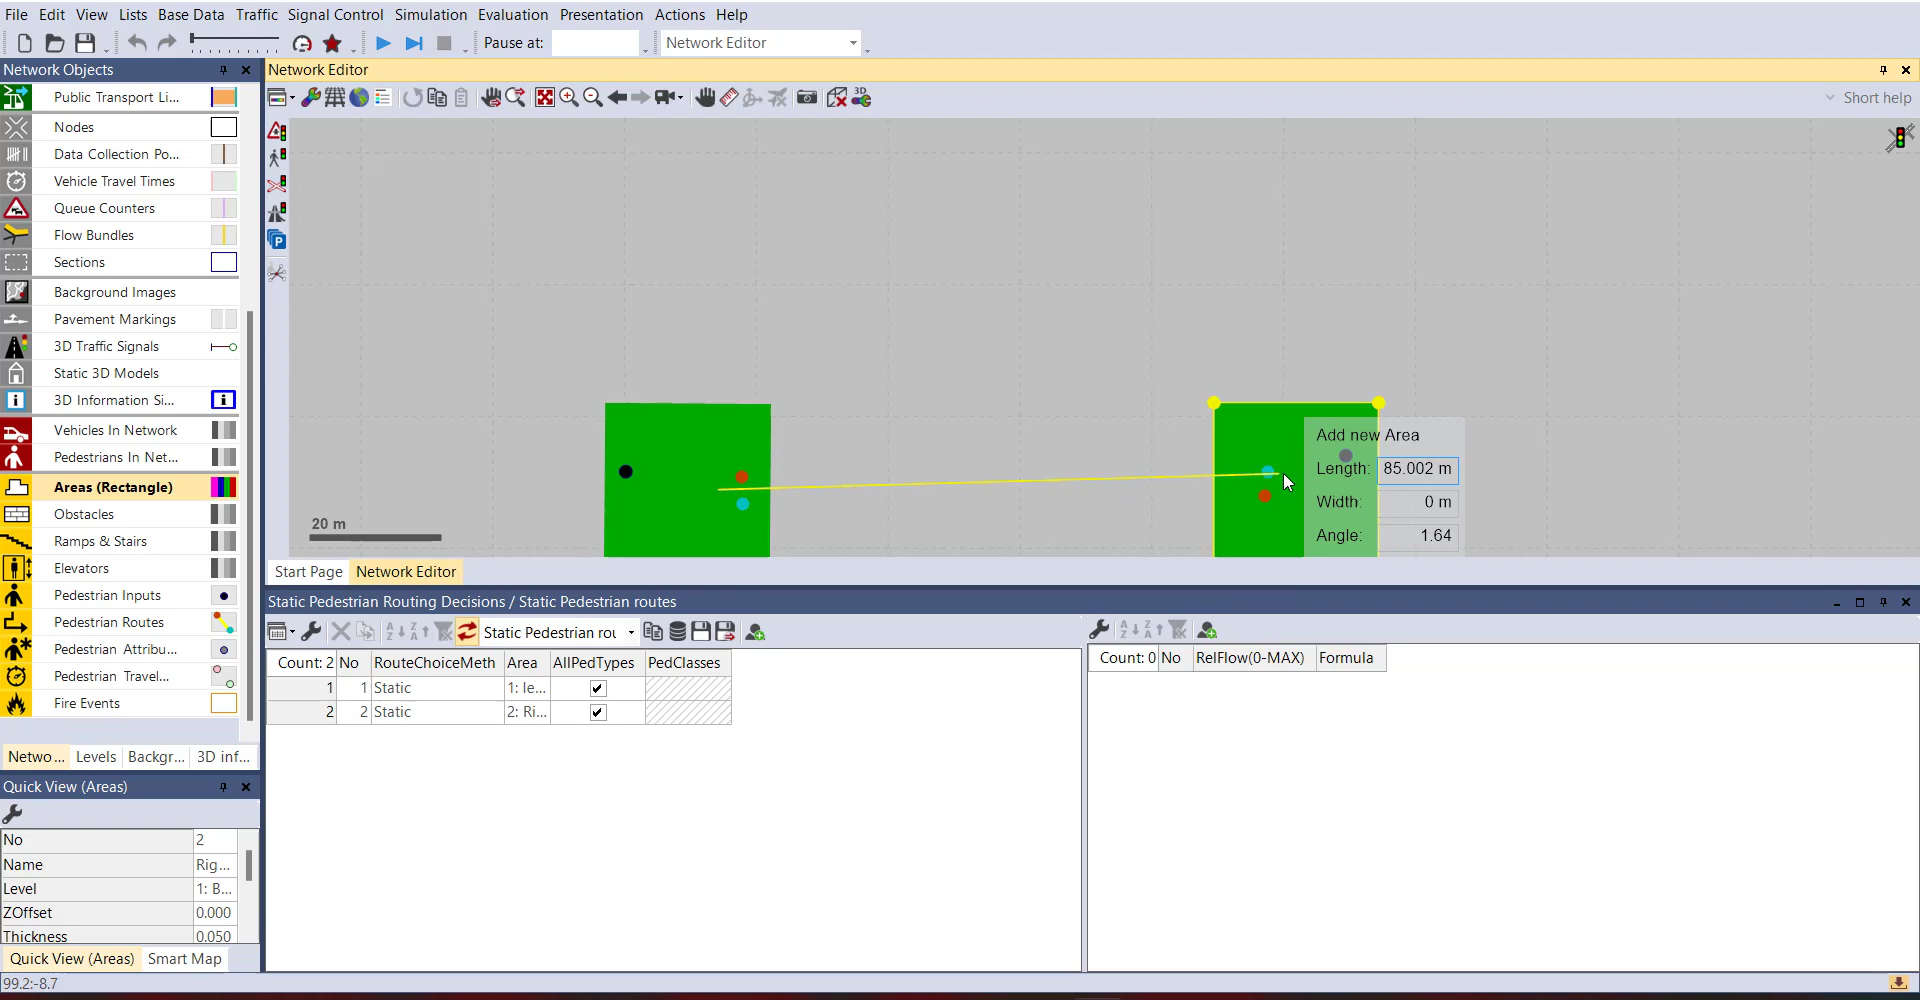 File Edit View Lists Base Data Traffic Signal Control Simulation Evaluation Presentation Actions Help
Pause at: Network Editor
Network Objects
Public Transport Li...
Nodes
Data Collection Po...
Vehicle Travel Times
Queue Counters
Flow Bundles
Sections
Background Images
Pavement Markings
3D Traffic Signals
Static 3D Models
3D Information Si...
Vehicles In Network
Pedestrians In Net...
Areas (Rectangle)
Obstacles
Ramps & Stairs
Elevators
Pedestrian Inputs
Pedestrian Routes
Pedestrian Attribu...
Pedestrian Travel...
Fire Events
Netwo... Levels Backgr... 3D inf...
Quick View (Areas)
No 2
Name Rig...
Level 1: B...
ZOffset 0.000
Thickness 0.050
Quick View (Areas) Smart Map
99.2:-8.7
Network Editor
3D
Short help
P
20 m
Add new Area
Length: 85.002 m
Width: 0 m
Angle: 1.64
Start Page Network Editor
Static Pedestrian Routing Decisions / Static Pedestrian routes
Static Pedestrian rou
Count: 2 No RouteChoiceMeth Area AllPedTypes PedClasses
1 1 Static 1: le...
2 2 Static 2: Ri...
Count: 0 No RelFlow(0-MAX) Formula